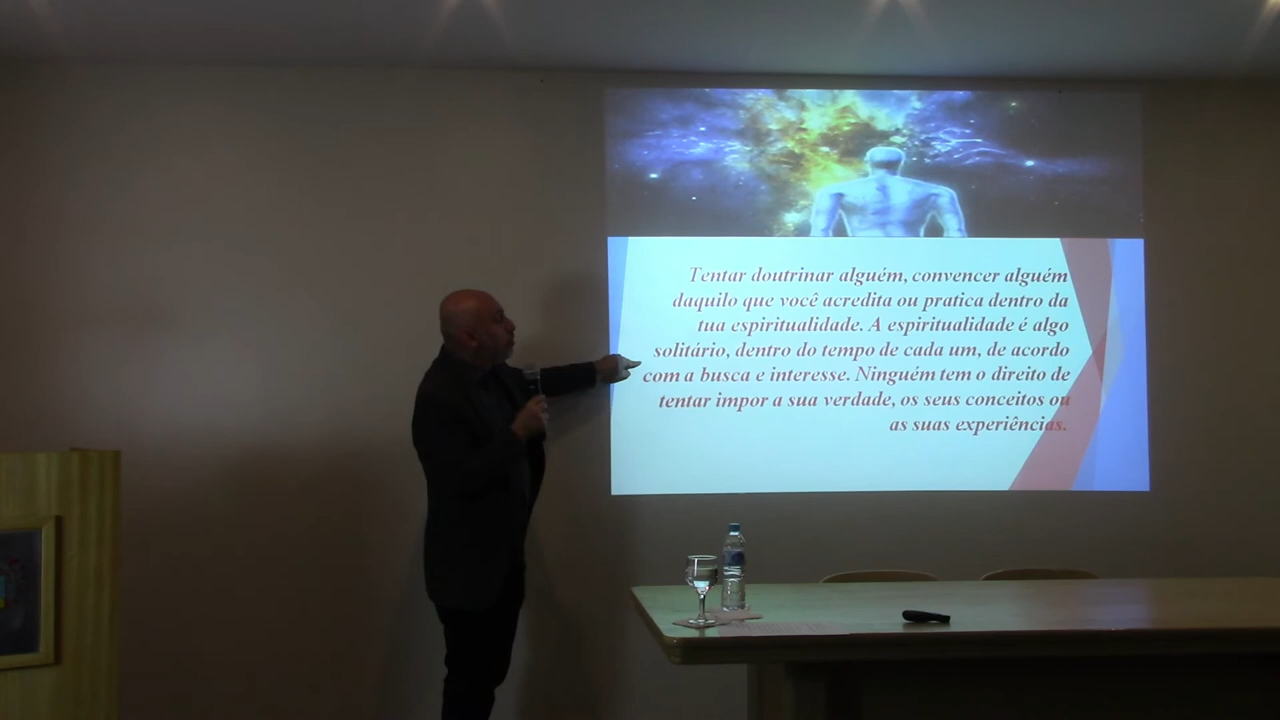 Tentar doutrinar alguém, convencer alguém
daquilo que você acredita ou pratica dentro da
tua espiritualidade. A espiritualidade é algo
solitário, dentro do tempo de cada um, de acordo
com a busca e interesse. Ninguém tem o direito de
tentar impor a sua verdade, os seus conceitos ou
as suas experiências.